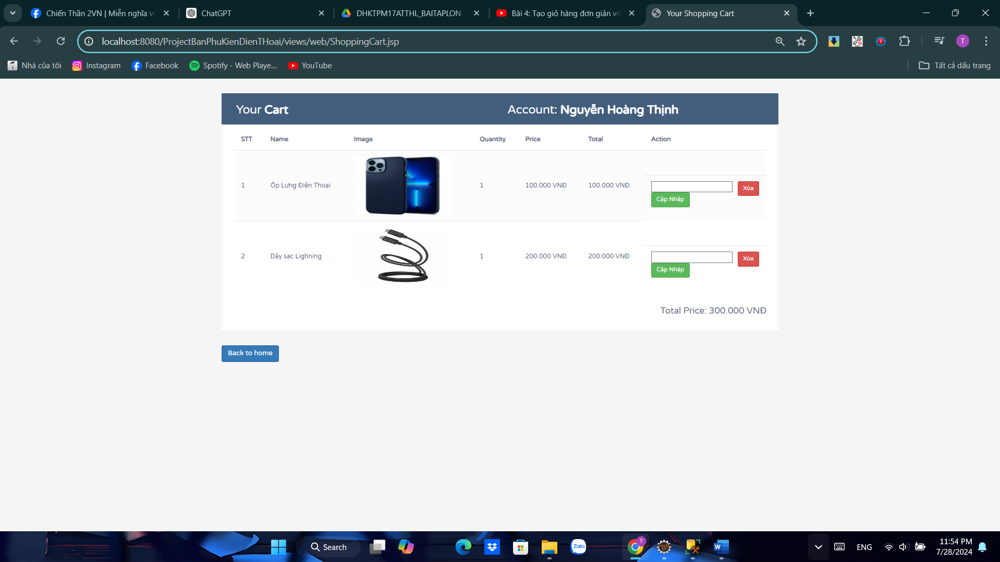 Chiến Thần 2VN | Miễn nghĩa vụ
ChatGPT
DHKTPM17ATTHL_BAITAPLON -
Bài 4: Tạo giỏ hàng đơn giản vớ
Your Shopping Cart
localhost:8080/ProjectBanPhuKienDienTHoai/views/web/ShoppingCart.jsp
T
Nhà của tôi
Instagram
Facebook
Spotify - Web Playe...
YouTube
Tất cả dấu trang
Your Cart
Account: Nguyễn Hoàng Thịnh
STT Name Image Quantity Price Total Action
1 Ốp Lưng Điện Thoại 1 100.000 VNĐ 100.000 VNĐ Xóa
Cập Nhập
2 Dây sạc Lighning 1 200.000 VNĐ 200.000 VNĐ Xóa
Cập Nhập
Total Price: 300.000 VNĐ
Back to home
Search
Zalo
T
W
ENG
11:54 PM
7/28/2024